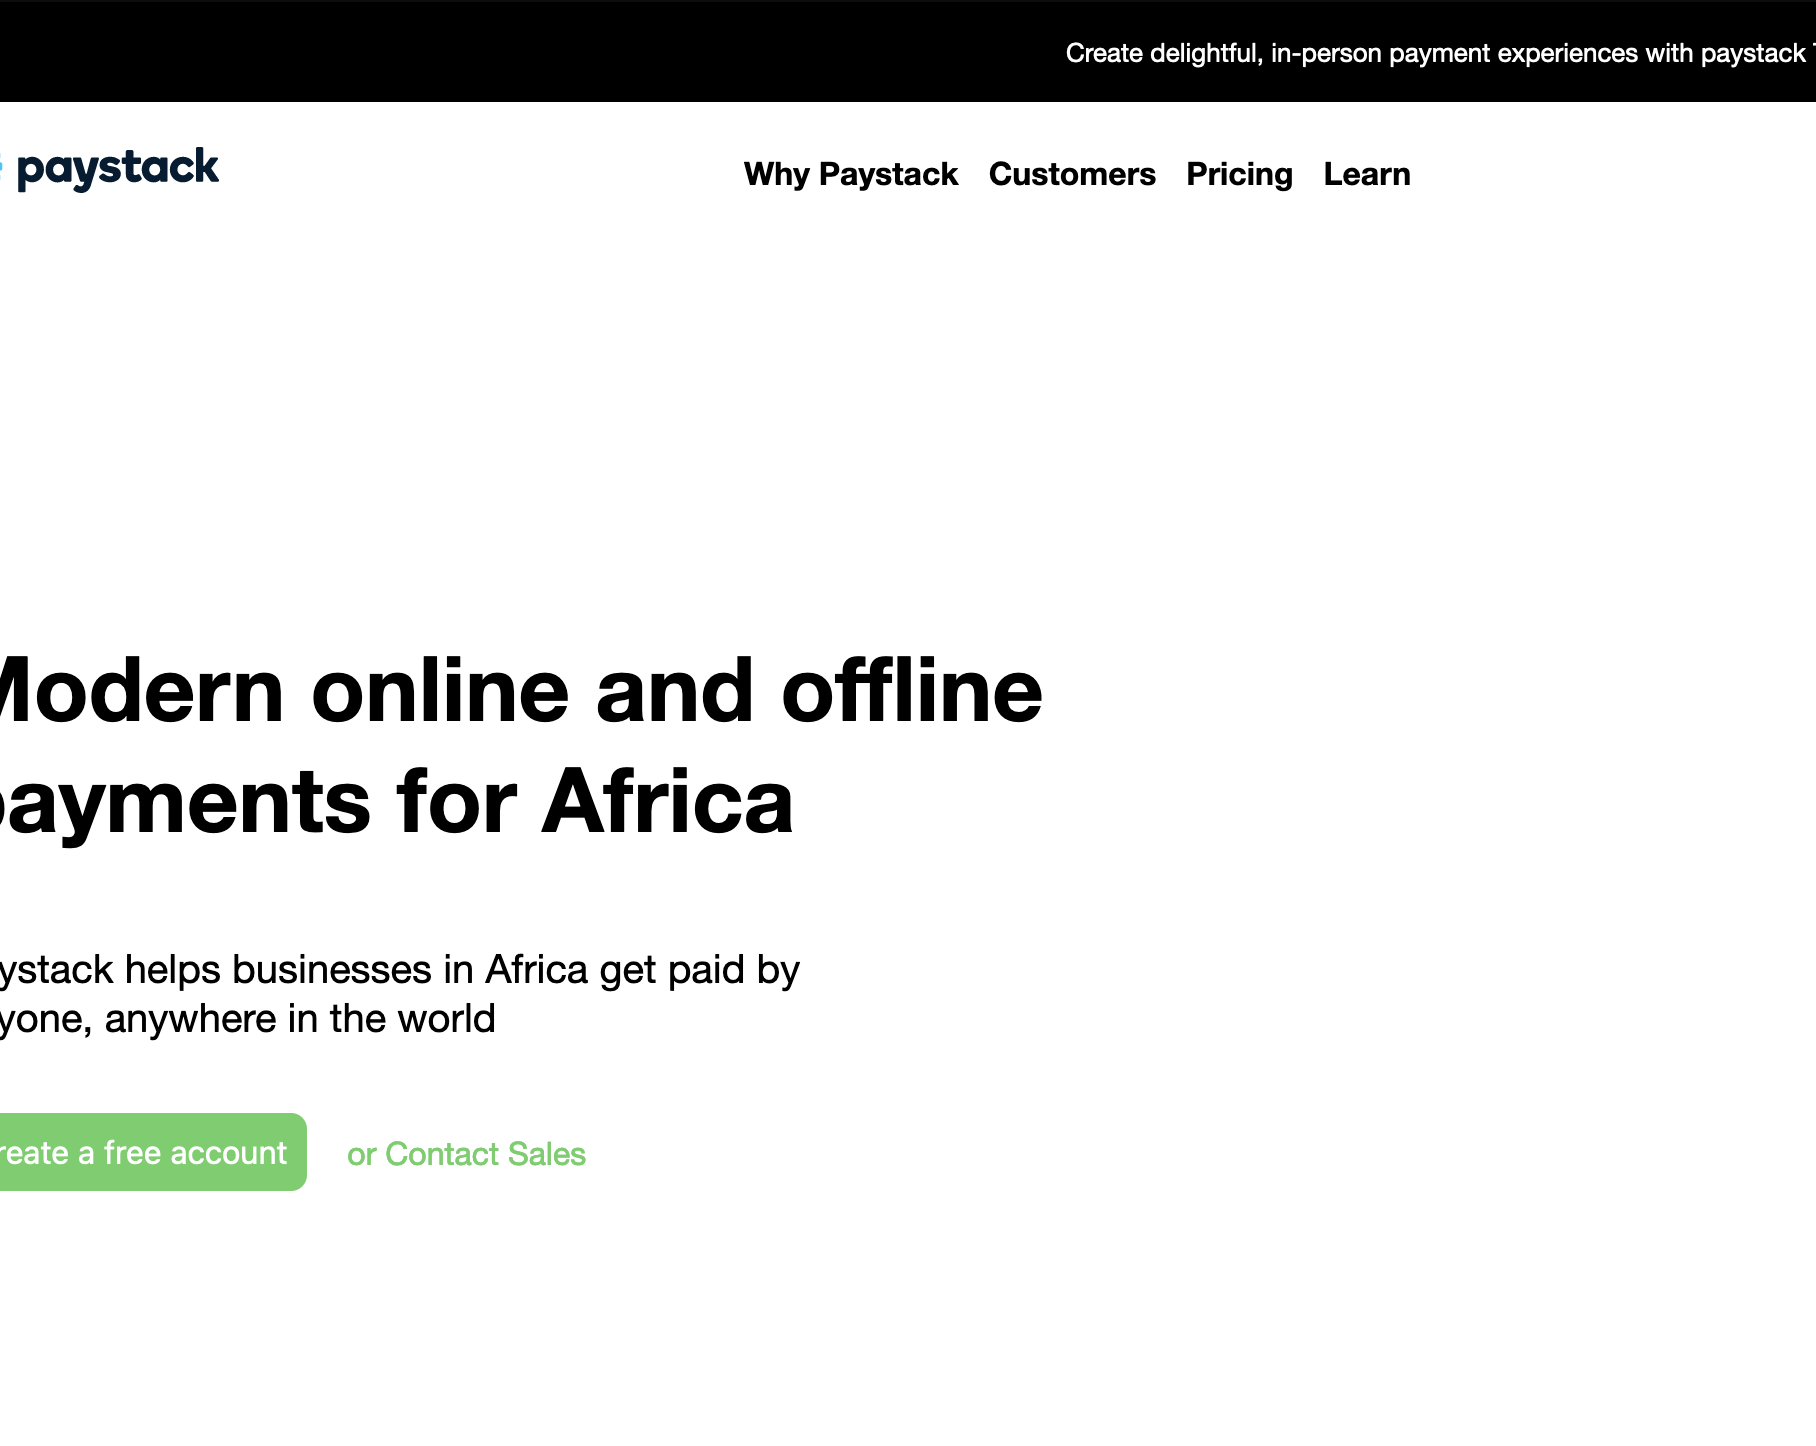 Create delightful, in-person payment experiences with paystack
paystack
Why Paystack Customers Pricing Learn
Modern online and offline
payments for Africa
ystack helps businesses in Africa get paid by
yone, anywhere in the world
reate a free account or Contact Sales